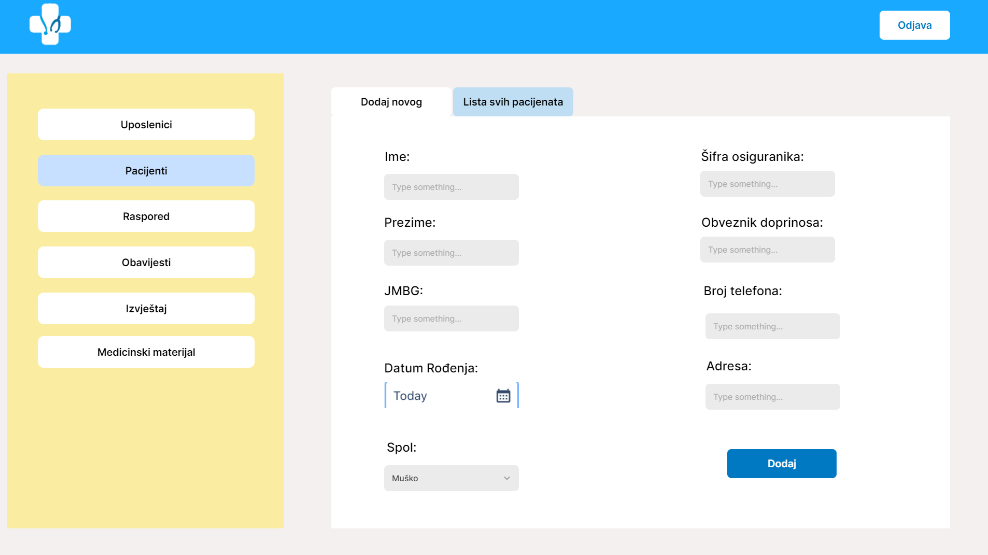 Odjava
Uposlenici
Pacijenti
Raspored
Obavijesti
Izvještaj
Medicinski materijal
Dodaj novog
Lista svih pacijenata
Ime:
Type something...
Prezime:
Type something...
JMBG:
Type something...
Datum Rođenja:
Today
Spol:
Muško
Šifra osiguranika:
Type something...
Obveznik doprinosa:
Type something...
Broj telefona:
Type something...
Adresa:
Type something...
Dodaj